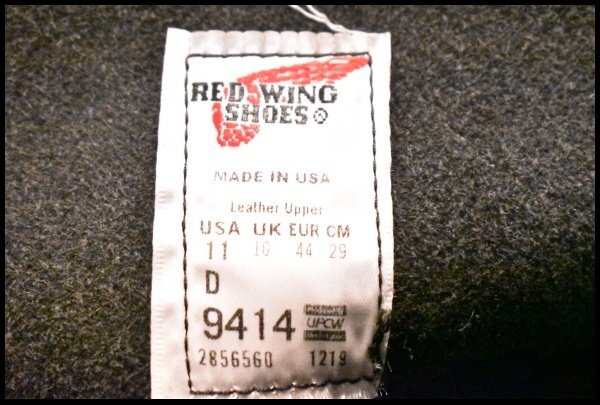 RED WING
SHOES®
MADE IN USA
Leather Upper
USA UK EUR CM
11 10 44 29
D
9414
UFCW
2856560 1219